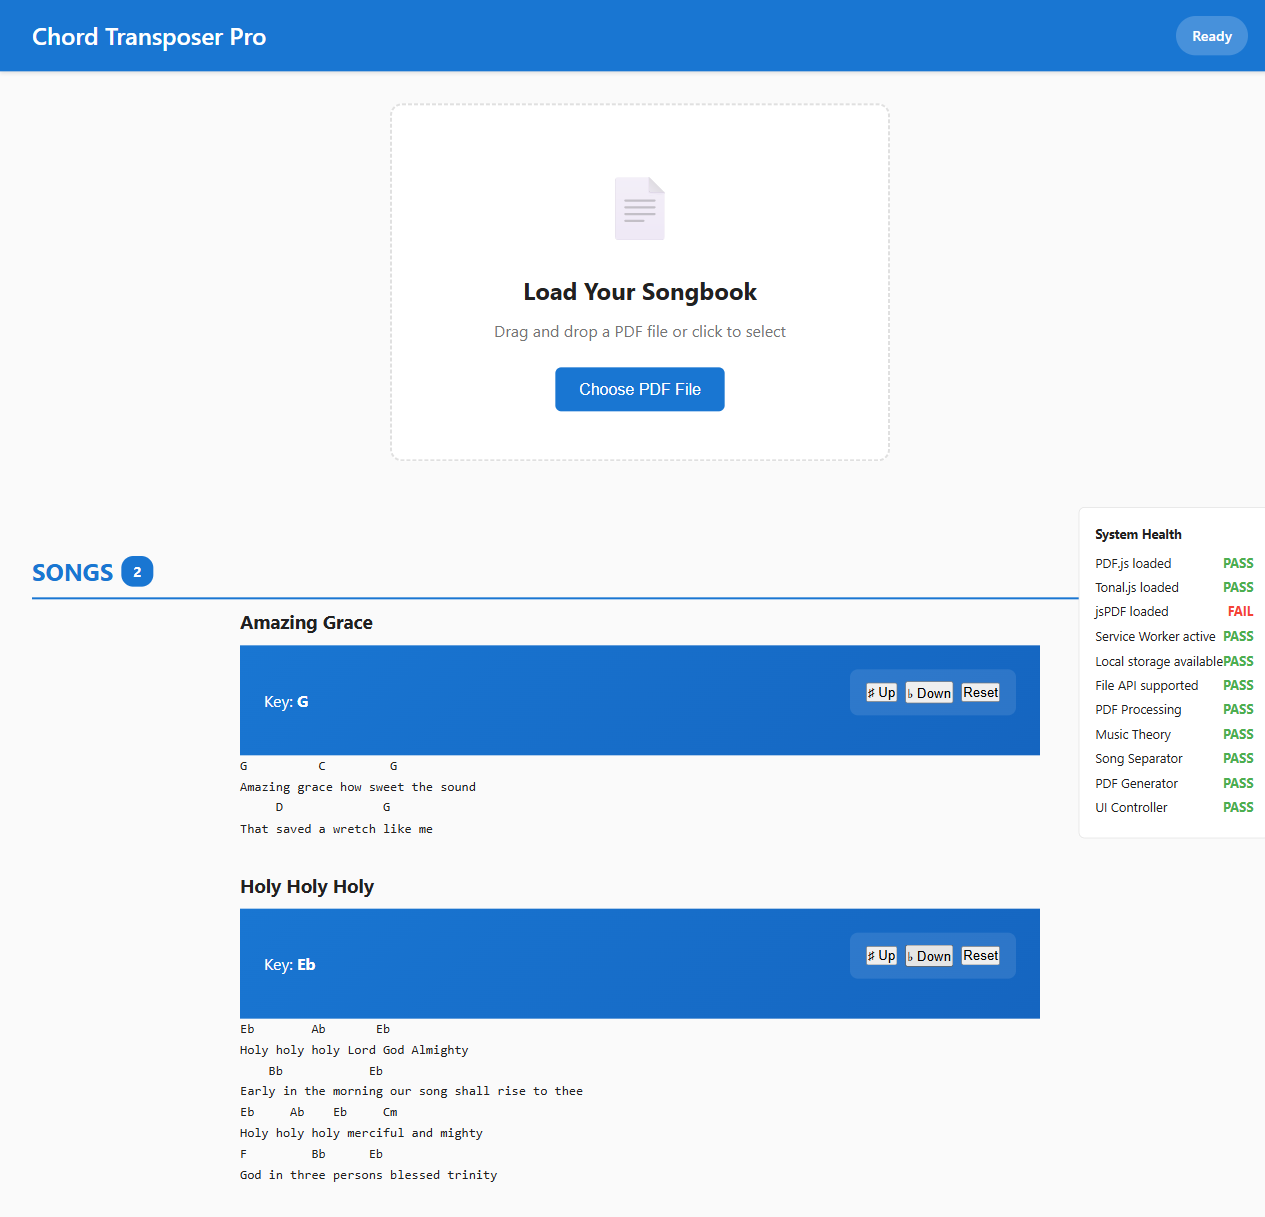 Chord Transposer Pro
Ready
Load Your Songbook
Drag and drop a PDF file or click to select
Choose PDF File
System Health
PDF.js loaded PASS
Tonal.js loaded PASS
jsPDF loaded FAIL
Service Worker active PASS
Local storage available PASS
File API supported PASS
PDF Processing PASS
Music Theory PASS
Song Separator PASS
PDF Generator PASS
UI Controller PASS
SONGS 2
Amazing Grace
Key: G ♯ Up ♭ Down Reset
G          C         G
Amazing grace how sweet the sound
     D              G
That saved a wretch like me
Holy Holy Holy
Key: Eb ♯ Up ♭ Down Reset
Eb        Ab       Eb
Holy holy holy Lord God Almighty
    Bb            Eb
Early in the morning our song shall rise to thee
Eb     Ab    Eb     Cm
Holy holy holy merciful and mighty
F         Bb      Eb
God in three persons blessed trinity